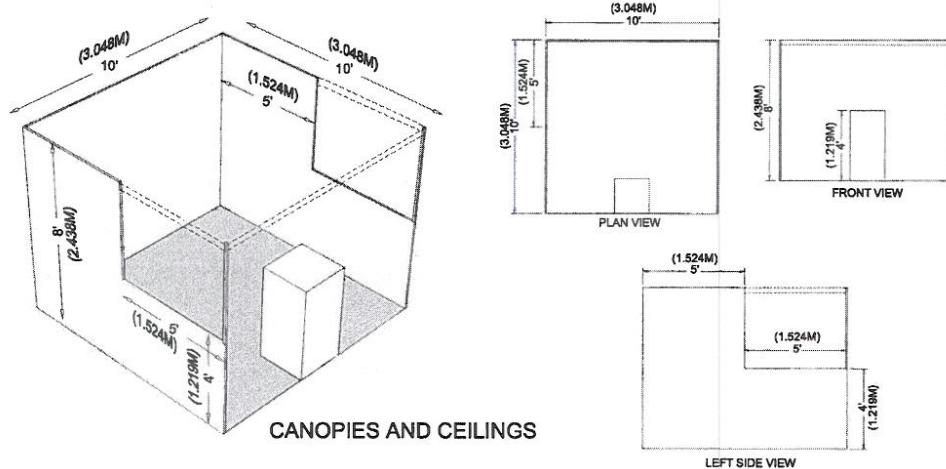 (3.048M)
10'
(3.048M)
10'
(1.524M)
5'
8'
(2.438M)
5'
(1.524M)
4'
(1.219M)
CANOPIES AND CEILINGS
(3.048M)
10'
(3.048M)
10'
(1.524M)
5'
PLAN VIEW
(2.438M)
8'
(1.219M)
4'
FRONT VIEW
(1.524M)
5'
(1.524M)
5'
4'
(1.219M)
LEFT SIDE VIEW